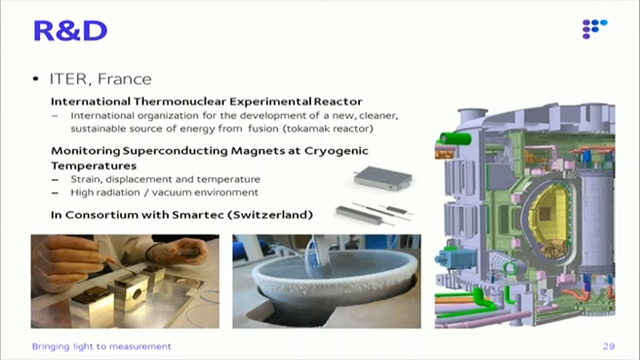 R&D
• ITER, France
International Thermonuclear Experimental Reactor
– International organization for the development of a new, cleaner,
sustainable source of energy from fusion (tokamak reactor)
Monitoring Superconducting Magnets at Cryogenic
Temperatures
– Strain, displacement and temperature
– High radiation / vacuum environment
In Consortium with Smartec (Switzerland)
Bringing light to measurement
29